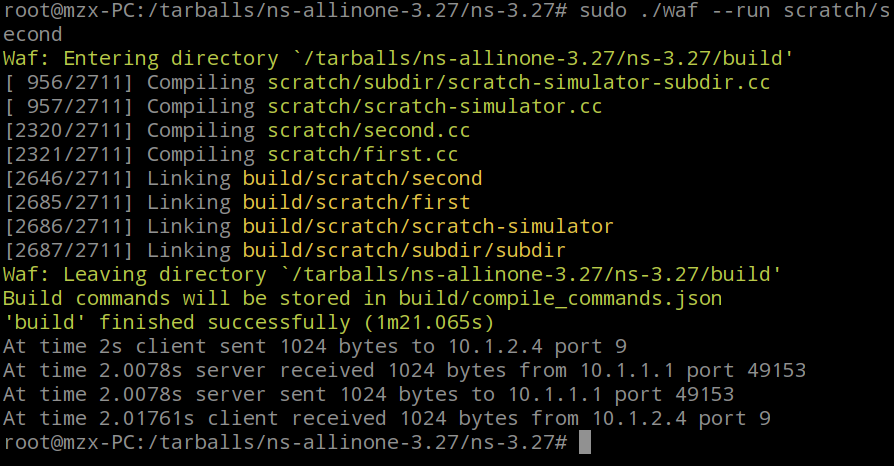 root@mzx-PC:/tarballs/ns-allinone-3.27/ns-3.27# sudo ./waf --run scratch/s
econd
Waf: Entering directory `/tarballs/ns-allinone-3.27/ns-3.27/build'
[ 956/2711] Compiling scratch/subdir/scratch-simulator-subdir.cc
[ 957/2711] Compiling scratch/scratch-simulator.cc
[2320/2711] Compiling scratch/second.cc
[2321/2711] Compiling scratch/first.cc
[2646/2711] Linking build/scratch/second
[2685/2711] Linking build/scratch/first
[2686/2711] Linking build/scratch/scratch-simulator
[2687/2711] Linking build/scratch/subdir/subdir
Waf: Leaving directory `/tarballs/ns-allinone-3.27/ns-3.27/build'
Build commands will be stored in build/compile_commands.json
'build' finished successfully (1m21.065s)
At time 2s client sent 1024 bytes to 10.1.2.4 port 9
At time 2.0078s server received 1024 bytes from 10.1.1.1 port 49153
At time 2.0078s server sent 1024 bytes to 10.1.1.1 port 49153
At time 2.01761s client received 1024 bytes from 10.1.2.4 port 9
root@mzx-PC:/tarballs/ns-allinone-3.27/ns-3.27#